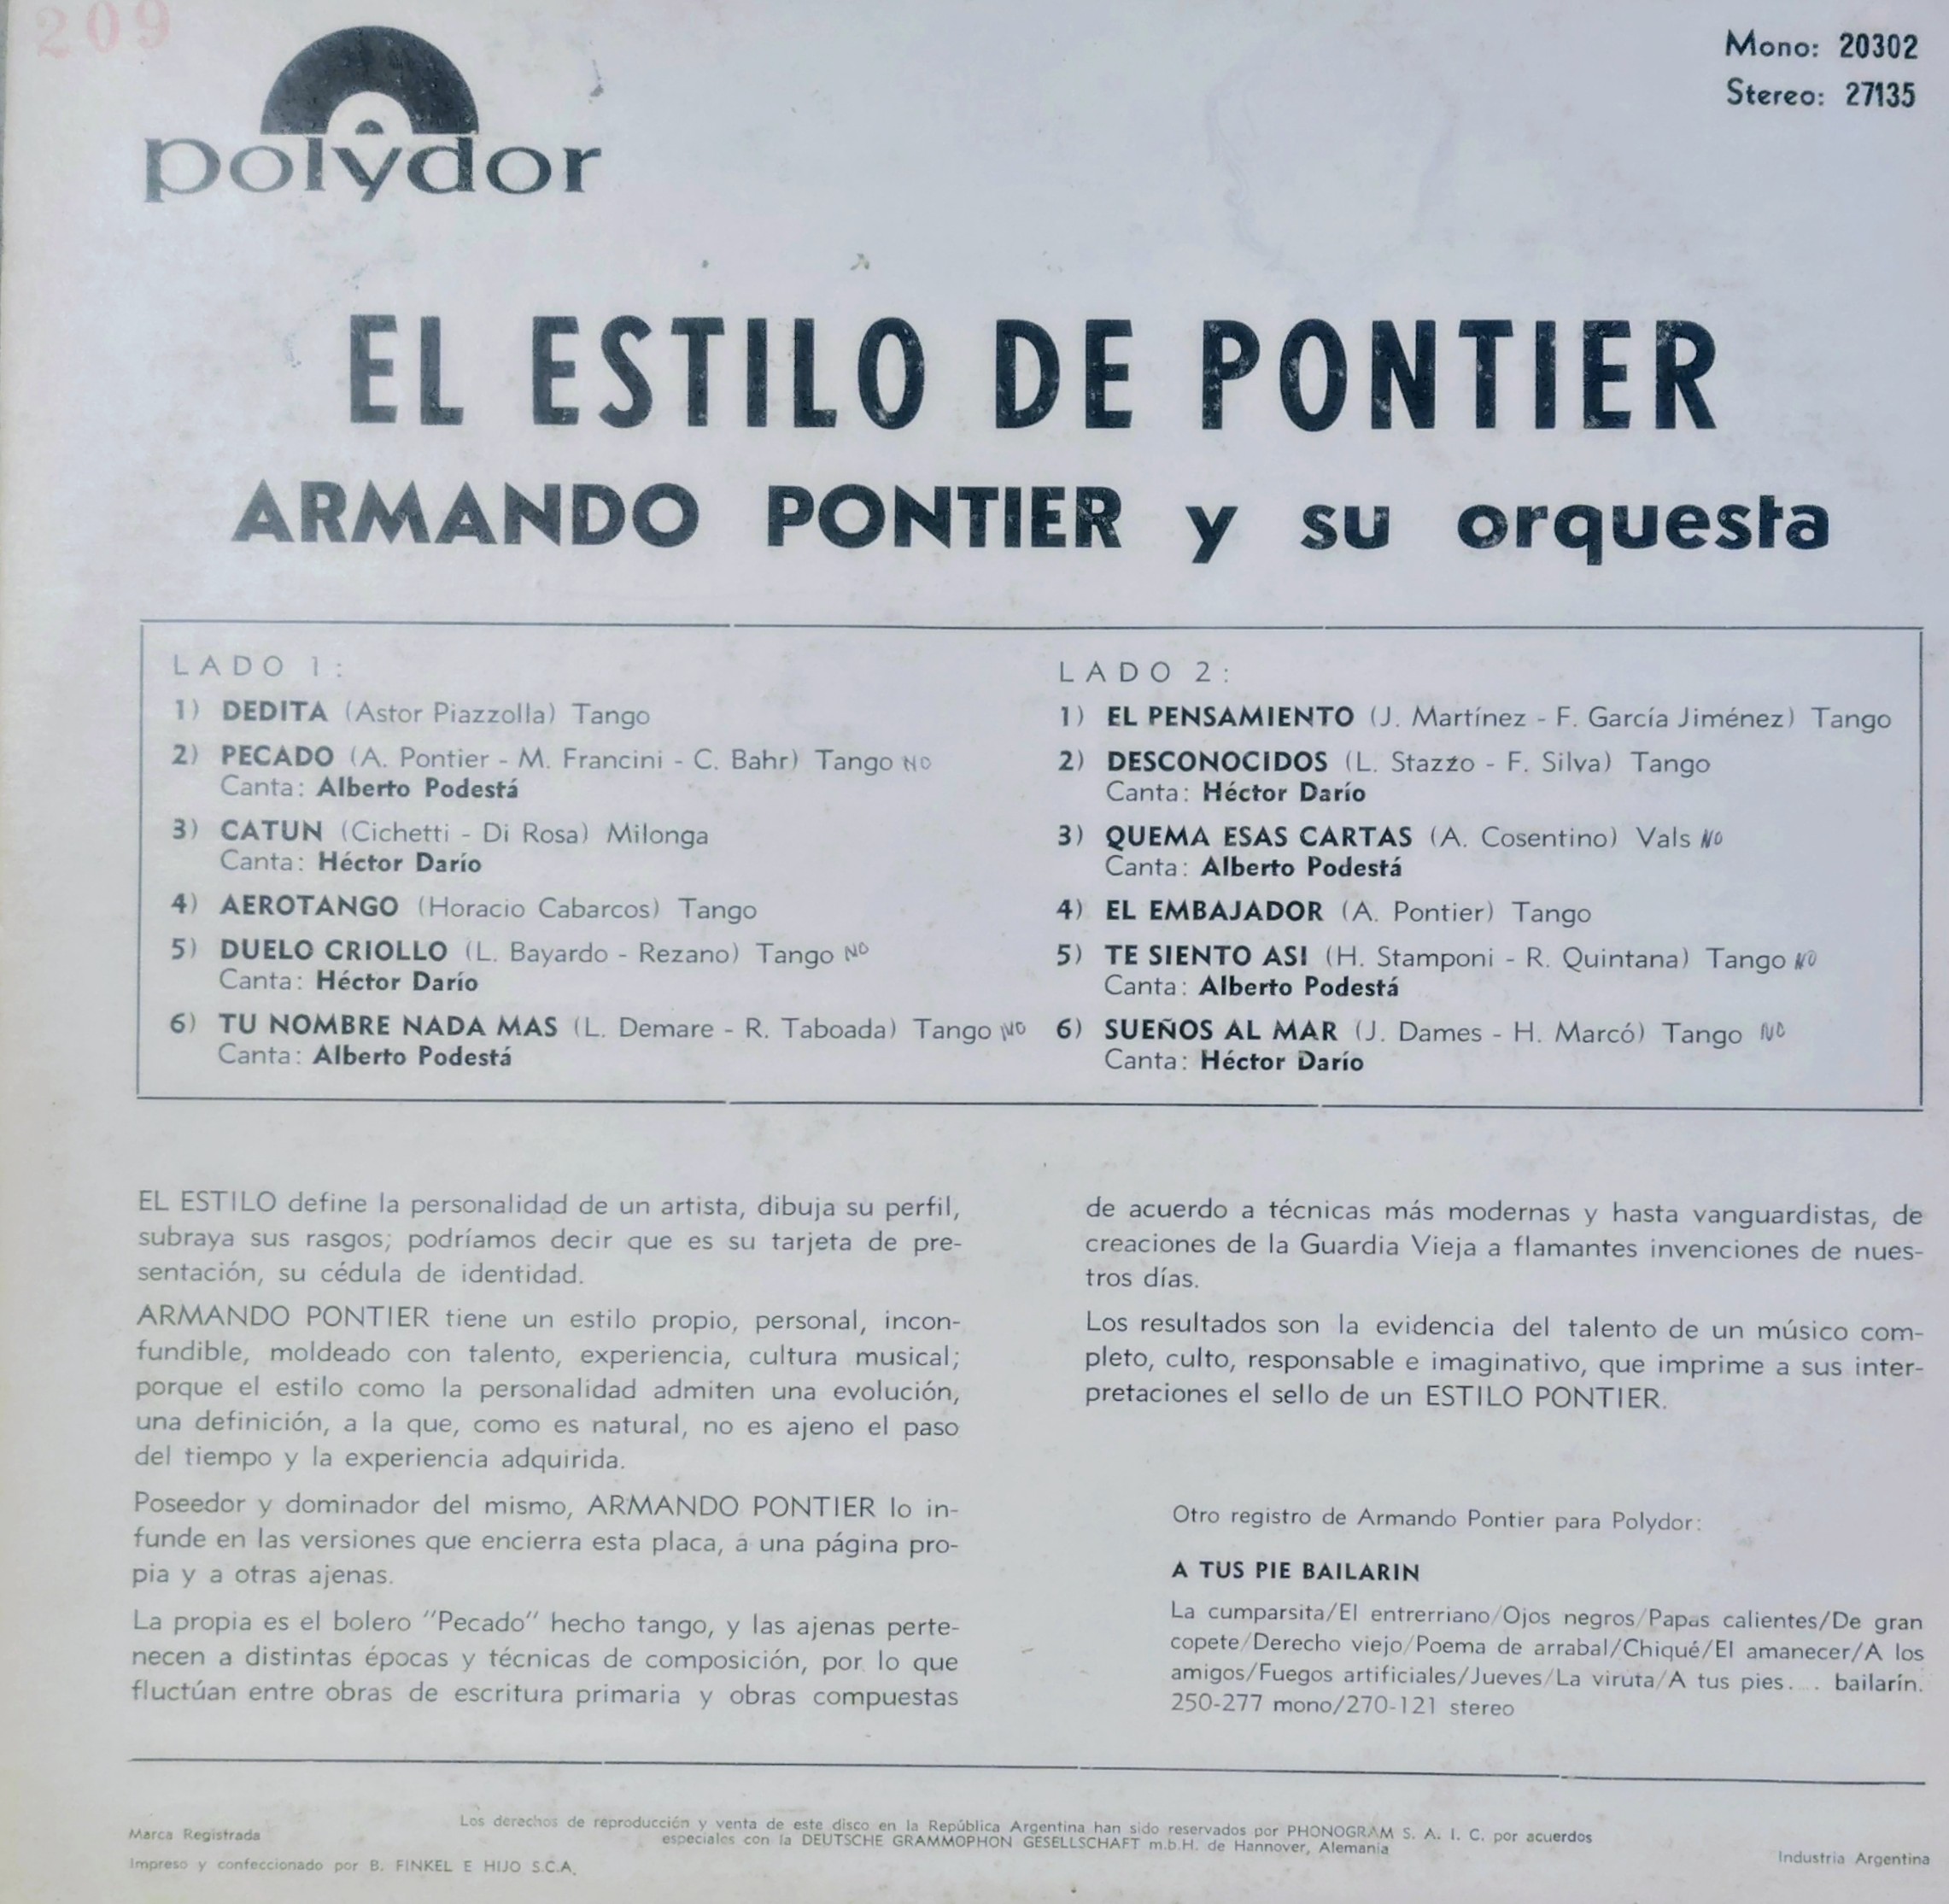 209
polydor
Mono: 20302
Stereo: 27135
EL ESTILO DE PONTIER
ARMANDO PONTIER y su orquesta
LADO 1:
1) DEDITA (Astor Piazzolla) Tango
2) PECADO (A. Pontier - M. Francini - C. Bahr) Tango NO
Canta: Alberto Podestá
3) CATUN (Cichetti - Di Rosa) Milonga
Canta: Héctor Darío
4) AEROTANGO (Horacio Cabarcos) Tango
5) DUELO CRIOLLO (L. Bayardo - Rezano) Tango NO
Canta: Héctor Darío
6) TU NOMBRE NADA MAS (L. Demare - R. Taboada) Tango NO
Canta: Alberto Podestá
LADO 2:
1) EL PENSAMIENTO (J. Martínez - F. García Jiménez) Tango
2) DESCONOCIDOS (L. Stazzo - F. Silva) Tango
Canta: Héctor Darío
3) QUEMA ESAS CARTAS (A. Cosentino) Vals NO
Canta: Alberto Podestá
4) EL EMBAJADOR (A. Pontier) Tango
5) TE SIENTO ASI (H. Stamponi - R. Quintana) Tango NO
Canta: Alberto Podestá
6) SUEÑOS AL MAR (J. Dames - H. Marcó) Tango NO
Canta: Héctor Darío
EL ESTILO define la personalidad de un artista, dibuja su perfil,
subraya sus rasgos; podríamos decir que es su tarjeta de pre-
sentación, su cédula de identidad.
ARMANDO PONTIER tiene un estilo propio, personal, incon-
fundible, moldeado con talento, experiencia, cultura musical;
porque el estilo como la personalidad admiten una evolución,
una definición, a la que, como es natural, no es ajeno el paso
del tiempo y la experiencia adquirida.
Poseedor y dominador del mismo, ARMANDO PONTIER lo in-
funde en las versiones que encierra esta placa, a una página pro-
pia y a otras ajenas.
La propia es el bolero "Pecado" hecho tango, y las ajenas perte-
necen a distintas épocas y técnicas de composición, por lo que
fluctúan entre obras de escritura primaria y obras compuestas
de acuerdo a técnicas más modernas y hasta vanguardistas, de
creaciones de la Guardia Vieja a flamantes invenciones de nues-
tros días.
Los resultados son la evidencia del talento de un músico com-
pleto, culto, responsable e imaginativo, que imprime a sus inter-
pretaciones el sello de un ESTILO PONTIER.
Otro registro de Armando Pontier para Polydor:
A TUS PIE BAILARIN
La cumparsita/El entrerriano/Ojos negros/Papas calientes/De gran
copete/Derecho viejo/Poema de arrabal/Chiqué/El amanecer/A los
amigos/Fuegos artificiales/Jueves/La viruta/A tus pies... bailarín.
250-277 mono/270-121 stereo
Marca Registrada
Impreso y confeccionado por B. FINKEL E HIJO S.C.A.
Los derechos de reproducción y venta de este disco en la República Argentina han sido reservados por PHONOGRAM S. A. I. C. por acuerdos
especiales con la DEUTSCHE GRAMMOPHON GESELLSCHAFT m.b.H. de Hannover, Alemania
Industria Argentina